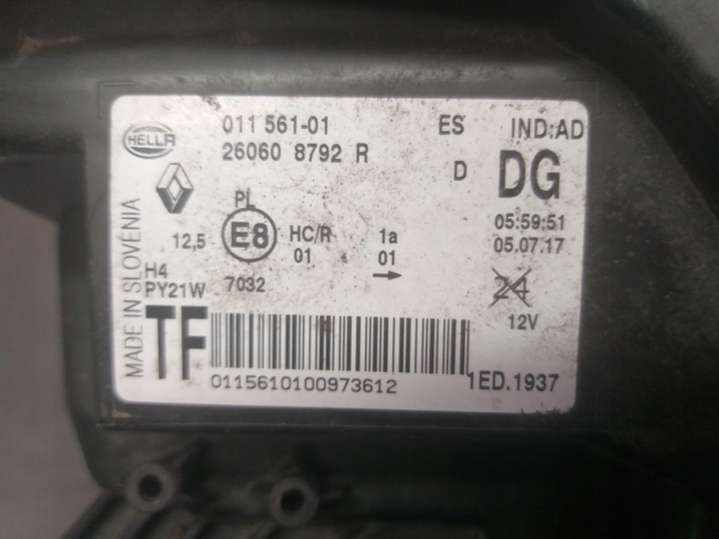 HELLA
011 561-01 ES IND:AD
26060 8792 R D DG
PL
12,5 E8 HC/R 1a 05:59:51
01 01 05.07.17
H4 7032 24
PY21W 12V
MADE IN SLOVENIA
TF
0115610100973612 1ED.1937